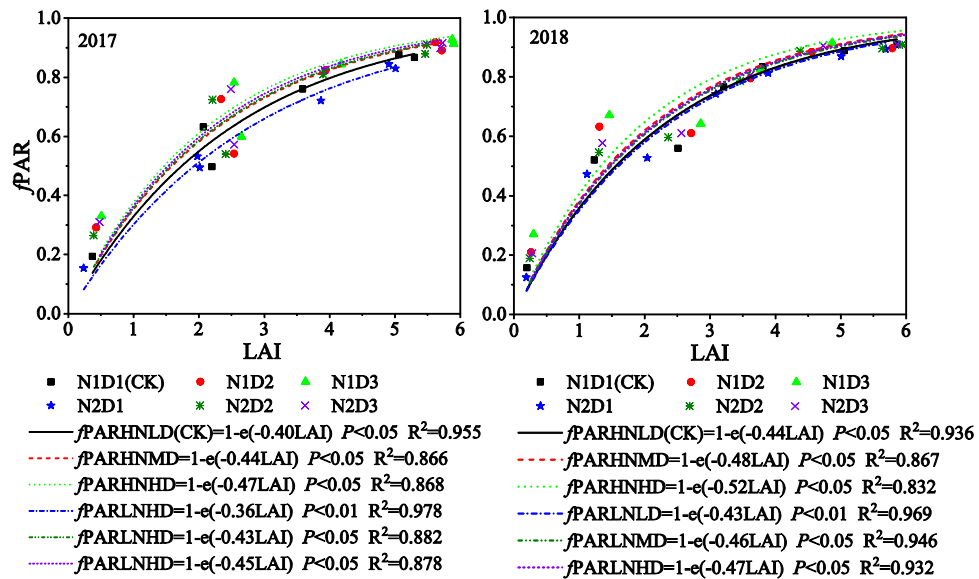 2017
1.0
0.8
0.6
0.4
0.2
0.0
fPAR
0 1 2 3 4 5 6
LAI
N1D1(CK) N1D2 N1D3
N2D1 N2D2 N2D3
fPARHNLD(CK)=1-e(-0.40LAI) P<0.05 R²=0.955
fPARHNMD=1-e(-0.44LAI) P<0.05 R²=0.866
fPARHNHD=1-e(-0.47LAI) P<0.05 R²=0.868
fPARLNHD=1-e(-0.36LAI) P<0.01 R²=0.978
fPARLNHD=1-e(-0.43LAI) P<0.05 R²=0.882
fPARLNHD=1-e(-0.45LAI) P<0.05 R²=0.878
2018
1.0
0.8
0.6
0.4
0.2
0.0
0 1 2 3 4 5 6
LAI
N1D1(CK) N1D2 N1D3
N2D1 N2D2 N2D3
fPARHNLD(CK)=1-e(-0.44LAI) P<0.05 R²=0.936
fPARHNMD=1-e(-0.48LAI) P<0.05 R²=0.867
fPARHNHD=1-e(-0.52LAI) P<0.05 R²=0.832
fPARLNLD=1-e(-0.43LAI) P<0.01 R²=0.969
fPARLNMD=1-e(-0.46LAI) P<0.05 R²=0.946
fPARLNHD=1-e(-0.47LAI) P<0.05 R²=0.932